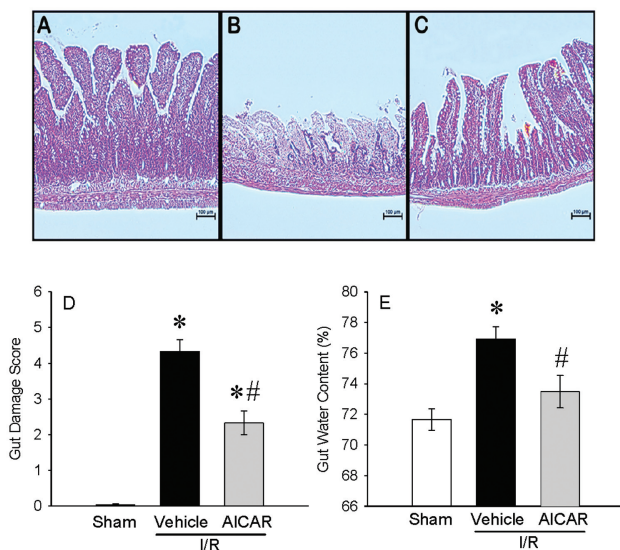 A B C
100 μm 100 μm 100 μm
D
Gut Damage Score
6
5
4
3
2
1
0
*
*#
Sham Vehicle AICAR
I/R
E
Gut Water Content (%)
80
78
76
74
72
70
68
66
*
#
Sham Vehicle AICAR
I/R